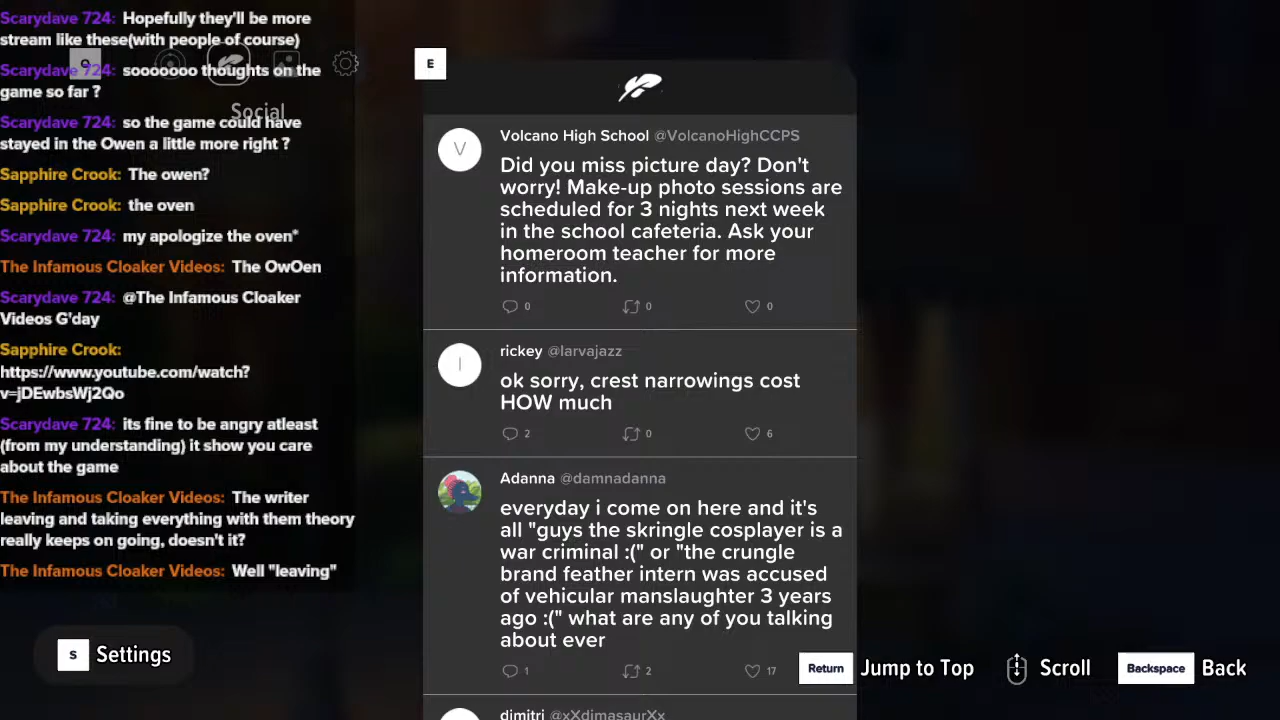 Scarydave 724: Hopefully they'll be more
stream like these(with people of course)
Scarydave 724: sooooooo thoughts on the
game so far ?
Scarydave 724: so the game could have
stayed in the Owen a little more right ?
Sapphire Crook: The owen?
Sapphire Crook: the oven
Scarydave 724: my apologize the oven*
The Infamous Cloaker Videos: The OwOen
Scarydave 724: @The Infamous Cloaker
Videos G'day
Sapphire Crook:
https://www.youtube.com/watch?
v=jDEwbsWj2Qo
Scarydave 724: its fine to be angry atleast
(from my understanding) it show you care
about the game
The Infamous Cloaker Videos: The writer
leaving and taking everything with them theory
really keeps on going, doesn't it?
The Infamous Cloaker Videos: Well "leaving"
Q
Social
E
V
Volcano High School @VolcanoHighCCPS
Did you miss picture day? Don't
worry! Make-up photo sessions are
scheduled for 3 nights next week
in the school cafeteria. Ask your
homeroom teacher for more
information.
0 0 0
l
rickey @larvajazz
ok sorry, crest narrowings cost
HOW much
2 0 6
Adanna @damnadanna
everyday i come on here and it's
all "guys the skringle cosplayer is a
war criminal :(" or "the crungle
brand feather intern was accused
of vehicular manslaughter 3 years
ago :(" what are any of you talking
about ever
1 2 17
dimitri @xXdimasaurXx
S Settings
Return Jump to Top
Scroll
Backspace Back